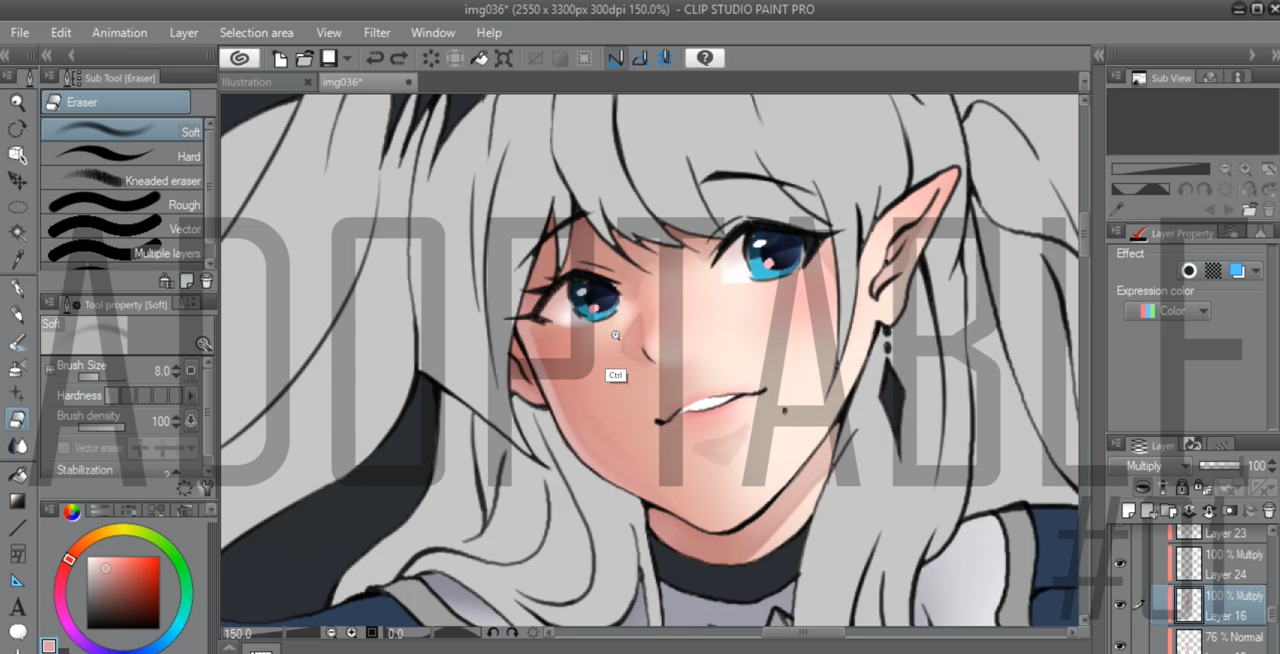 img036* (2550 x 3300px 300dpi 150.0%) - CLIP STUDIO PAINT PRO
File Edit Animation Layer Selection area View Filter Window Help
Sub Tool [Eraser]
Illustration
img036*
Sub View
Eraser
Soft
Hard
Kneaded eraser
Rough
Vector
Multiple layers
Tool property [Soft]
Soft
Brush Size 8.0
Hardness
Brush density 100
Vector eraser
Stabilization
Layer Property
Effect
Expression color
Color
Ctrl
ADOPTABLE
Layer
Multiply 100
Layer 23
100 % Multiply
Layer 24
100 % Multiply
Layer 16
76 % Normal
150.0
0.0